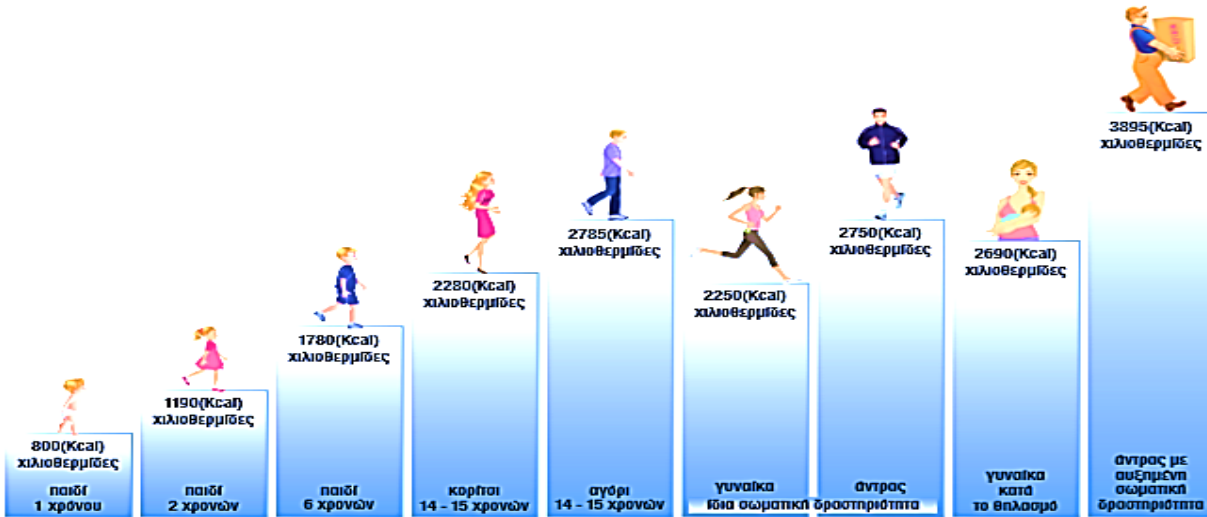 800(Kcal)
χιλιοθερμίδες
παιδί
1 χρόνου
1190(Kcal)
χιλιοθερμίδες
παιδί
2 χρονών
1780(Kcal)
χιλιοθερμίδες
παιδί
6 χρονών
2280(Kcal)
χιλιοθερμίδες
κορίτσι
14 - 15 χρονών
2785(Kcal)
χιλιοθερμίδες
αγόρι
14 - 15 χρονών
2250(Kcal)
χιλιοθερμίδες
γυναίκα
2750(Kcal)
χιλιοθερμίδες
άντρας
ίδια σωματική δραστηριότητα
2690(Kcal)
χιλιοθερμίδες
γυναίκα
κατά
το θηλασμό
3895(Kcal)
χιλιοθερμίδες
άντρας με
αυξημένη
σωματική
δραστηριότητα